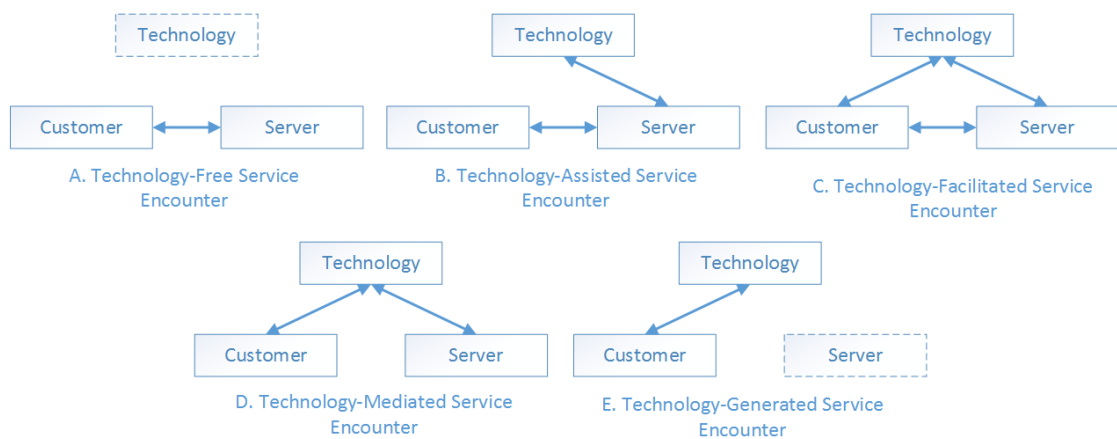 Technology
Customer
Server
A. Technology-Free Service
Encounter
Technology
Customer
Server
B. Technology-Assisted Service
Encounter
Technology
Customer
Server
C. Technology-Facilitated Service
Encounter
Technology
Customer
Server
D. Technology-Mediated Service
Encounter
Technology
Customer
Server
E. Technology-Generated Service
Encounter